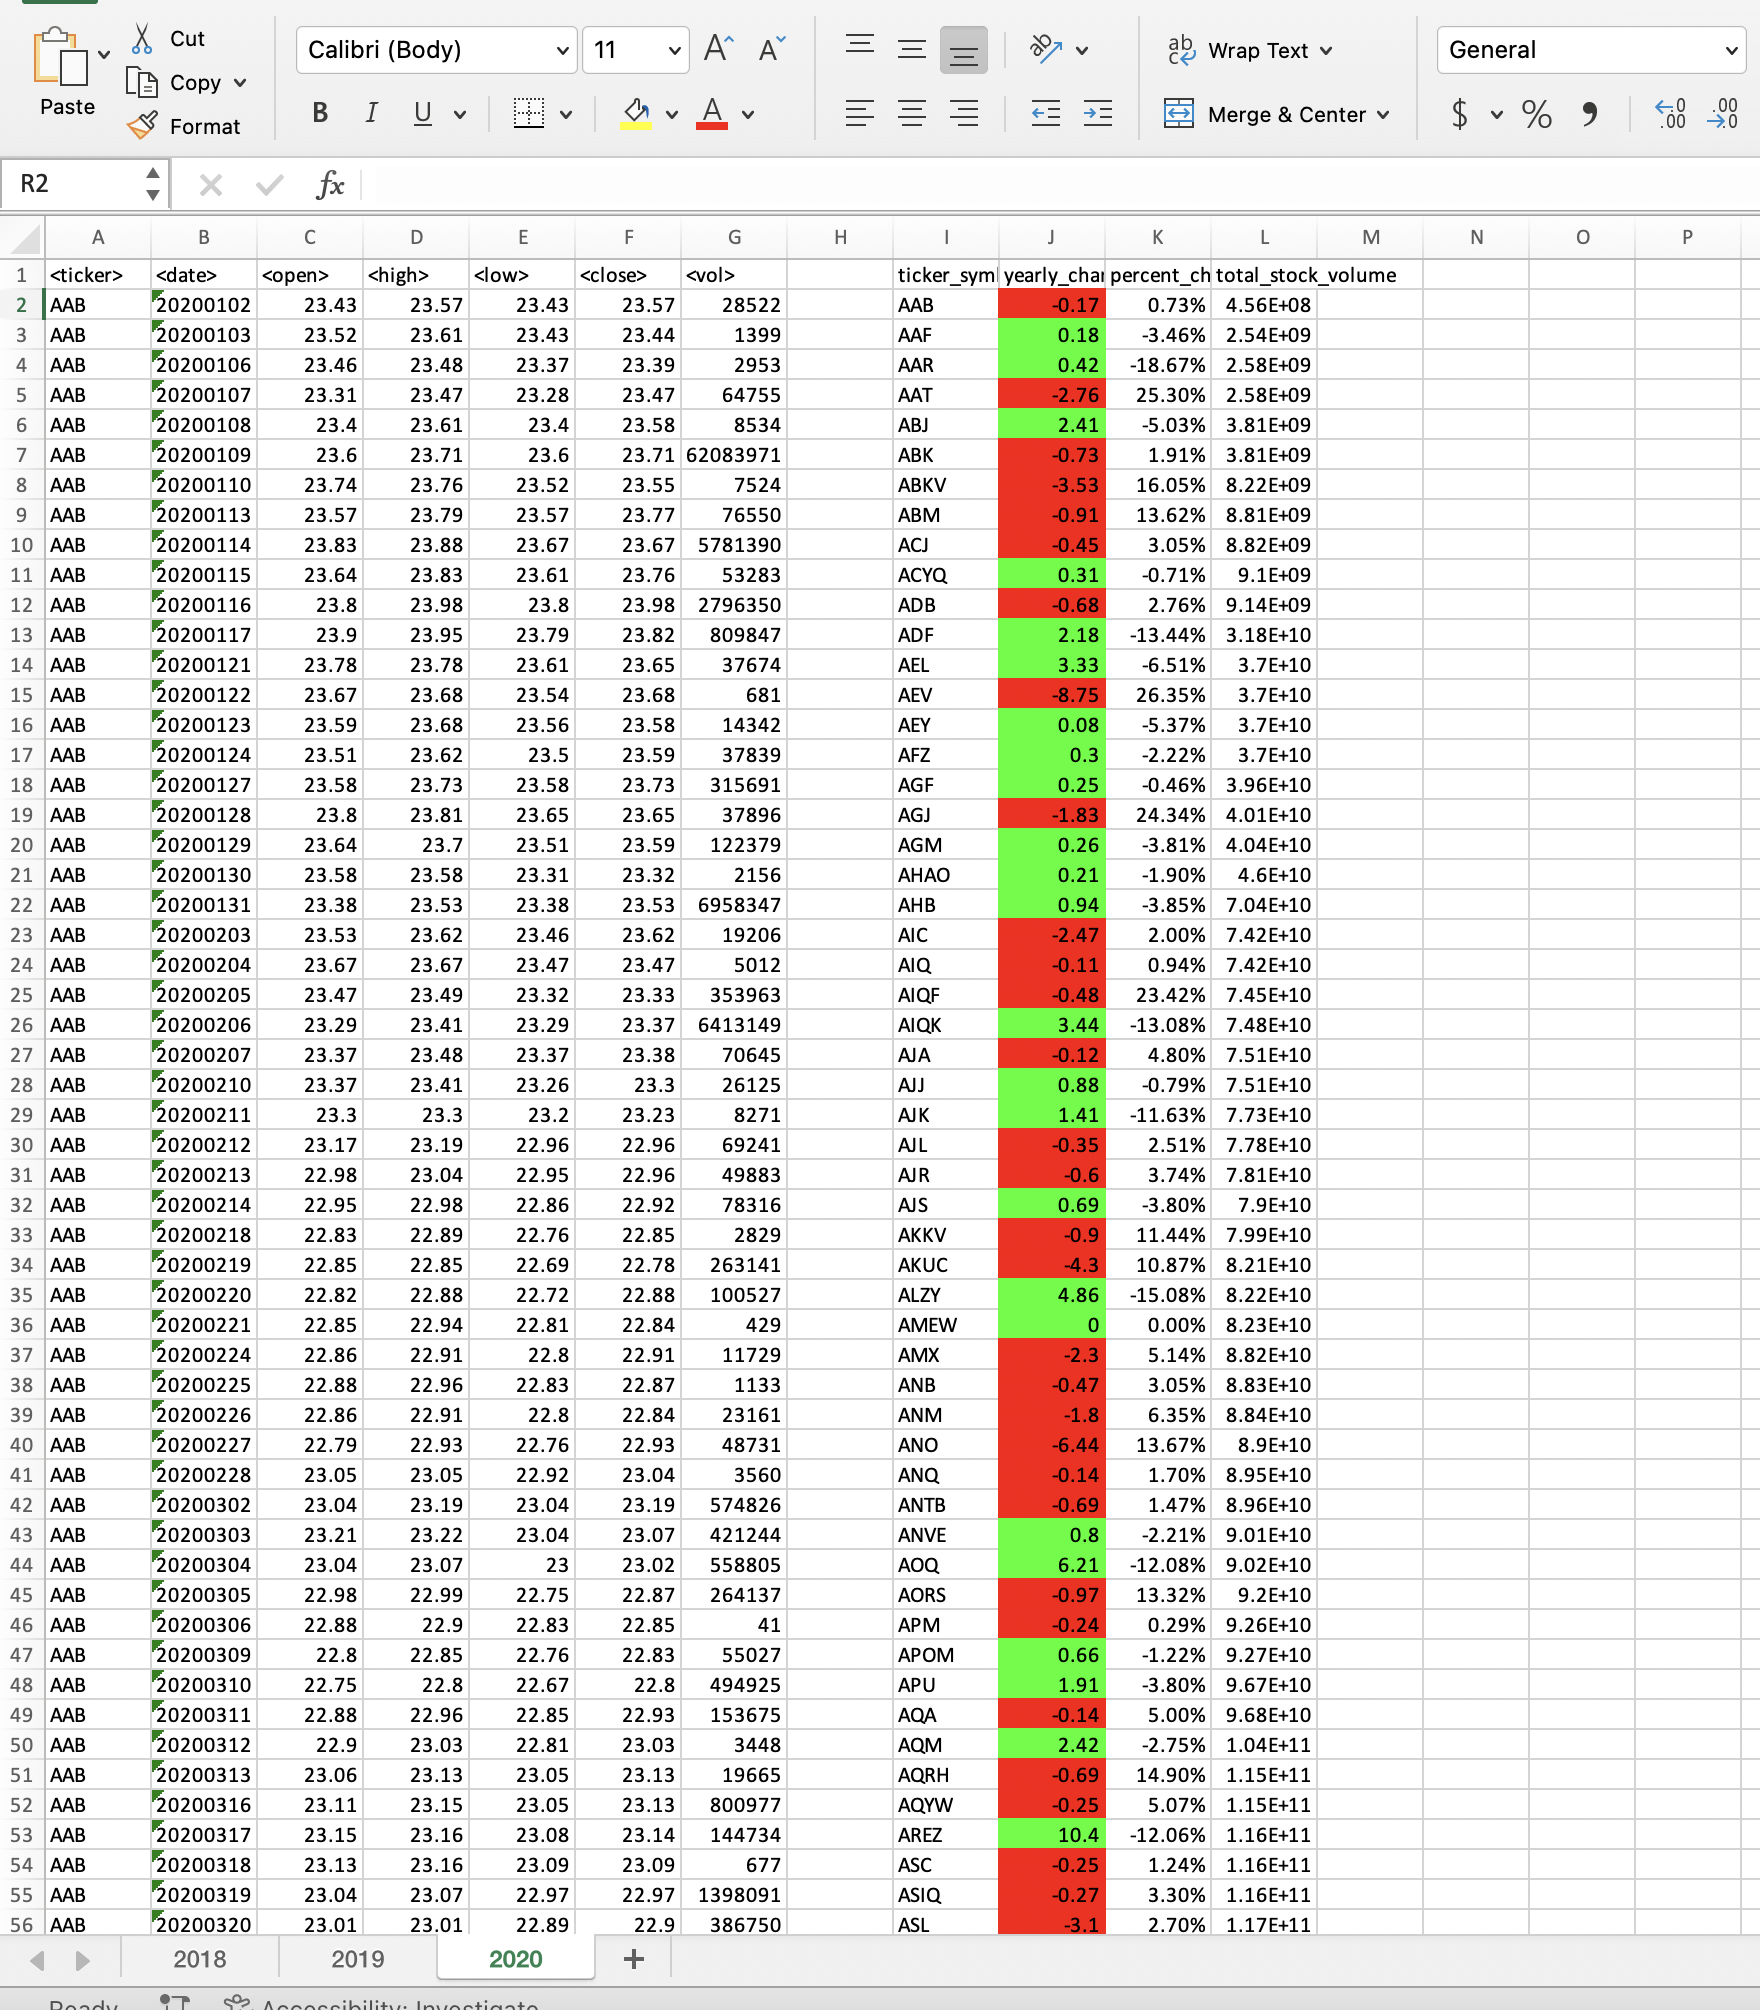 Paste
Cut
Copy
Format
Calibri (Body)
11
A
A
B
I
U
A
ab
ab
c
Wrap Text
Merge & Center
General
$
%
,
0
.00
.00
0
R2
fx
A B C D E F G H I J K L M N O P
1 <ticker> <date> <open> <high> <low> <close> <vol> ticker_syml yearly_char percent_ch total_stock_volume
2 AAB 20200102 23.43 23.57 23.43 23.57 28522 AAB -0.17 0.73% 4.56E+08
3 AAB 20200103 23.52 23.61 23.43 23.44 1399 AAF 0.18 -3.46% 2.54E+09
4 AAB 20200106 23.46 23.48 23.37 23.39 2953 AAR 0.42 -18.67% 2.58E+09
5 AAB 20200107 23.31 23.47 23.28 23.47 64755 AAT -2.76 25.30% 2.58E+09
6 AAB 20200108 23.4 23.61 23.4 23.58 8534 ABJ 2.41 -5.03% 3.81E+09
7 AAB 20200109 23.6 23.71 23.6 23.71 62083971 ABK -0.73 1.91% 3.81E+09
8 AAB 20200110 23.74 23.76 23.52 23.55 7524 ABKV -3.53 16.05% 8.22E+09
9 AAB 20200113 23.57 23.79 23.57 23.77 76550 ABM -0.91 13.62% 8.81E+09
10 AAB 20200114 23.83 23.88 23.67 23.67 5781390 ACJ -0.45 3.05% 8.82E+09
11 AAB 20200115 23.64 23.83 23.61 23.76 53283 ACYQ 0.31 -0.71% 9.1E+09
12 AAB 20200116 23.8 23.98 23.8 23.98 2796350 ADB -0.68 2.76% 9.14E+09
13 AAB 20200117 23.9 23.95 23.79 23.82 809847 ADF 2.18 -13.44% 3.18E+10
14 AAB 20200121 23.78 23.78 23.61 23.65 37674 AEL 3.33 -6.51% 3.7E+10
15 AAB 20200122 23.67 23.68 23.54 23.68 681 AEV -8.75 26.35% 3.7E+10
16 AAB 20200123 23.59 23.68 23.56 23.58 14342 AEY 0.08 -5.37% 3.7E+10
17 AAB 20200124 23.51 23.62 23.5 23.59 37839 AFZ 0.3 -2.22% 3.7E+10
18 AAB 20200127 23.58 23.73 23.58 23.73 315691 AGF 0.25 -0.46% 3.96E+10
19 AAB 20200128 23.8 23.81 23.65 23.65 37896 AGJ -1.83 24.34% 4.01E+10
20 AAB 20200129 23.64 23.7 23.51 23.59 122379 AGM 0.26 -3.81% 4.04E+10
21 AAB 20200130 23.58 23.58 23.31 23.32 2156 AHAO 0.21 -1.90% 4.6E+10
22 AAB 20200131 23.38 23.53 23.38 23.53 6958347 AHB 0.94 -3.85% 7.04E+10
23 AAB 20200203 23.53 23.62 23.46 23.62 19206 AIC -2.47 2.00% 7.42E+10
24 AAB 20200204 23.67 23.67 23.47 23.47 5012 AIQ -0.11 0.94% 7.42E+10
25 AAB 20200205 23.47 23.49 23.32 23.33 353963 AIQF -0.48 23.42% 7.45E+10
26 AAB 20200206 23.29 23.41 23.29 23.37 6413149 AIQK 3.44 -13.08% 7.48E+10
27 AAB 20200207 23.37 23.48 23.37 23.38 70645 AJA -0.12 4.80% 7.51E+10
28 AAB 20200210 23.37 23.41 23.26 23.3 26125 AJJ 0.88 -0.79% 7.51E+10
29 AAB 20200211 23.3 23.3 23.2 23.23 8271 AJK 1.41 -11.63% 7.73E+10
30 AAB 20200212 23.17 23.19 22.96 22.96 69241 AJL -0.35 2.51% 7.78E+10
31 AAB 20200213 22.98 23.04 22.95 22.96 49883 AJR -0.6 3.74% 7.81E+10
32 AAB 20200214 22.95 22.98 22.86 22.92 78316 AJS 0.69 -3.80% 7.9E+10
33 AAB 20200218 22.83 22.89 22.76 22.85 2829 AKKV -0.9 11.44% 7.99E+10
34 AAB 20200219 22.85 22.85 22.69 22.78 263141 AKUC -4.3 10.87% 8.21E+10
35 AAB 20200220 22.82 22.88 22.72 22.88 100527 ALZY 4.86 -15.08% 8.22E+10
36 AAB 20200221 22.85 22.94 22.81 22.84 429 AMEW 0 0.00% 8.23E+10
37 AAB 20200224 22.86 22.91 22.8 22.91 11729 AMX -2.3 5.14% 8.82E+10
38 AAB 20200225 22.88 22.96 22.83 22.87 1133 ANB -0.47 3.05% 8.83E+10
39 AAB 20200226 22.86 22.91 22.8 22.84 23161 ANM -1.8 6.35% 8.84E+10
40 AAB 20200227 22.79 22.93 22.76 22.93 48731 ANO -6.44 13.67% 8.9E+10
41 AAB 20200228 23.05 23.05 22.92 23.04 3560 ANQ -0.14 1.70% 8.95E+10
42 AAB 20200302 23.04 23.19 23.04 23.19 574826 ANTB -0.69 1.47% 8.96E+10
43 AAB 20200303 23.21 23.22 23.04 23.07 421244 ANVE 0.8 -2.21% 9.01E+10
44 AAB 20200304 23.04 23.07 23 23.02 558805 AOQ 6.21 -12.08% 9.02E+10
45 AAB 20200305 22.98 22.99 22.75 22.87 264137 AORS -0.97 13.32% 9.2E+10
46 AAB 20200306 22.88 22.9 22.83 22.85 41 APM -0.24 0.29% 9.26E+10
47 AAB 20200309 22.8 22.85 22.76 22.83 55027 APOM 0.66 -1.22% 9.27E+10
48 AAB 20200310 22.75 22.8 22.67 22.8 494925 APU 1.91 -3.80% 9.67E+10
49 AAB 20200311 22.88 22.96 22.85 22.93 153675 AQA -0.14 5.00% 9.68E+10
50 AAB 20200312 22.9 23.03 22.81 23.03 3448 AQM 2.42 -2.75% 1.04E+11
51 AAB 20200313 23.06 23.13 23.05 23.13 19665 AQRH -0.69 14.90% 1.15E+11
52 AAB 20200316 23.11 23.15 23.05 23.13 800977 AQYW -0.25 5.07% 1.15E+11
53 AAB 20200317 23.15 23.16 23.08 23.14 144734 AREZ 10.4 -12.06% 1.16E+11
54 AAB 20200318 23.13 23.16 23.09 23.09 677 ASC -0.25 1.24% 1.16E+11
55 AAB 20200319 23.04 23.07 22.97 22.97 1398091 ASIQ -0.27 3.30% 1.16E+11
56 AAB 20200320 23.01 23.01 22.89 22.9 386750 ASL -3.1 2.70% 1.17E+11
2018 2019 2020 +
Ready Accessibility: Investigate